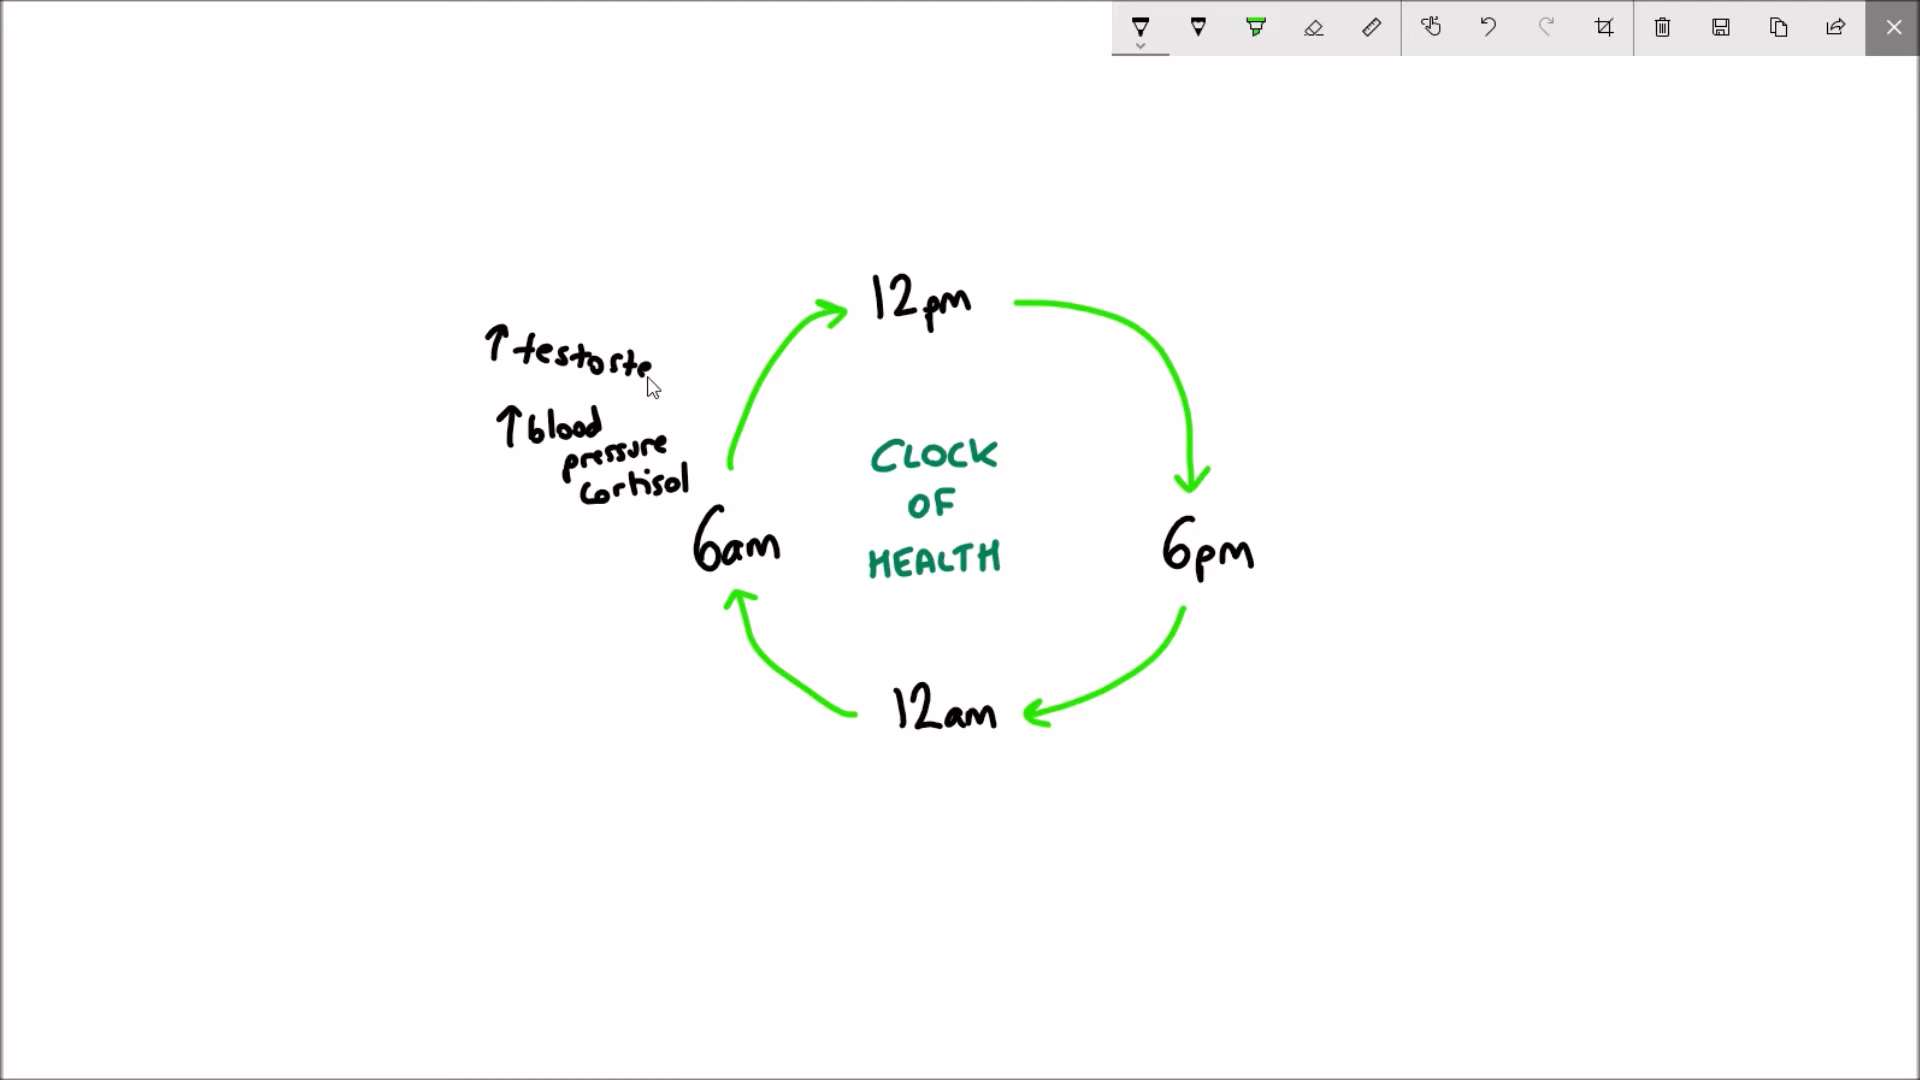 12pm
↑ testoste
↑ blood
pressure
cortisol
CLOCK
OF
HEALTH
6am
6pm
12am